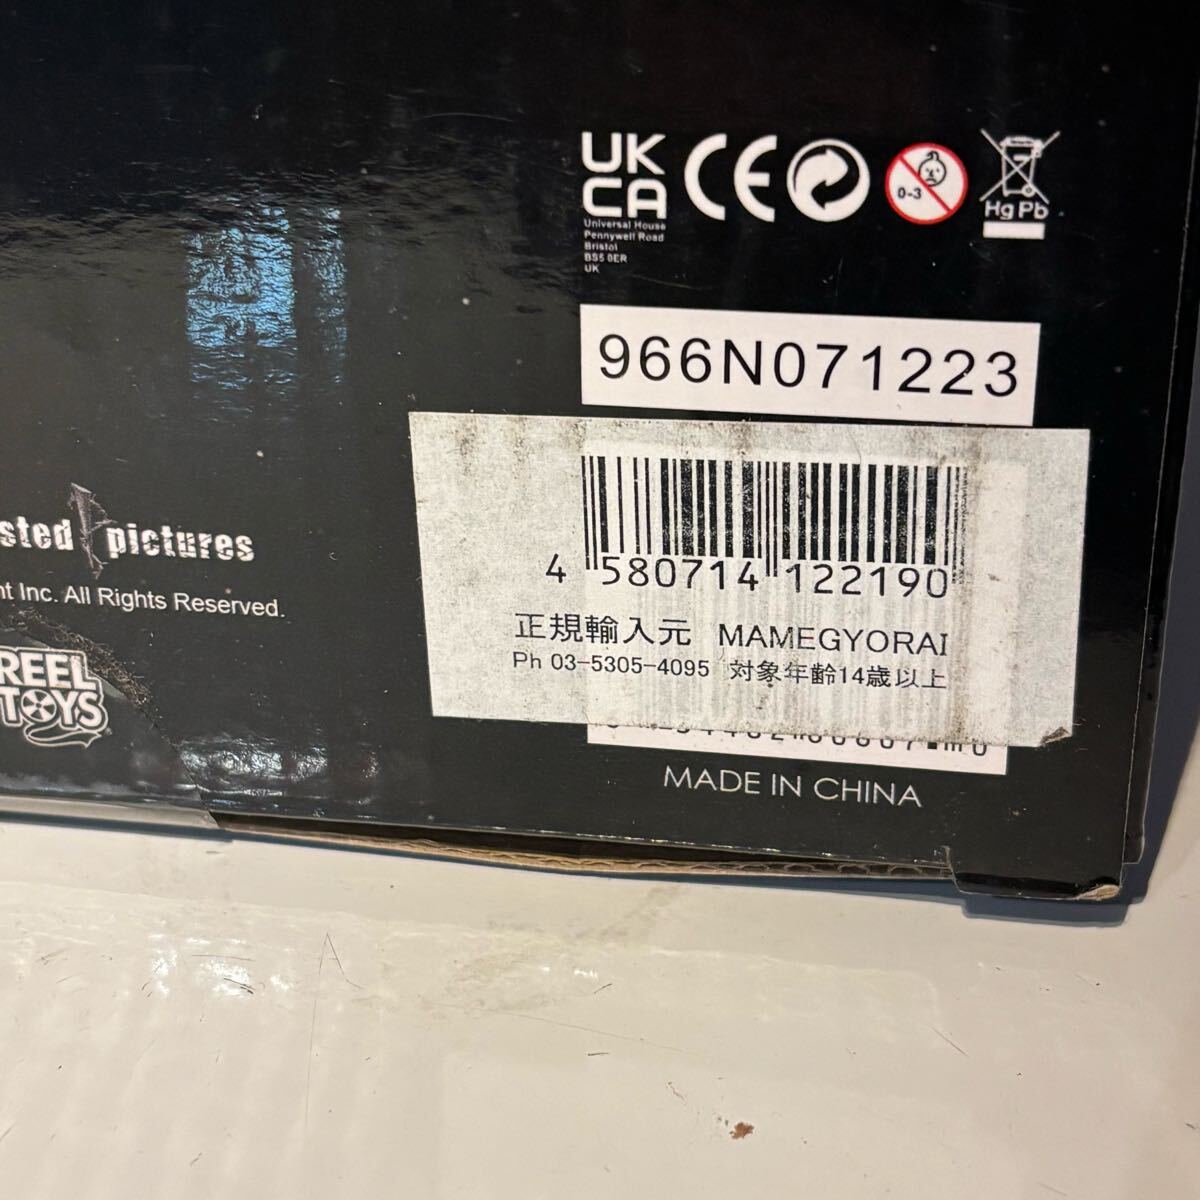 UK
CA
Universal House
Pennywell Road
Bristol
BS5 0ER
UK
CE
0-3
Hg Pb
966N071223
4 580714 122190
正規輸入元 MAMEGYORAI
Ph 03-5305-4095 対象年齢14歳以上
MADE IN CHINA
sted pictures
nt Inc. All Rights Reserved.
REEL
TOYS